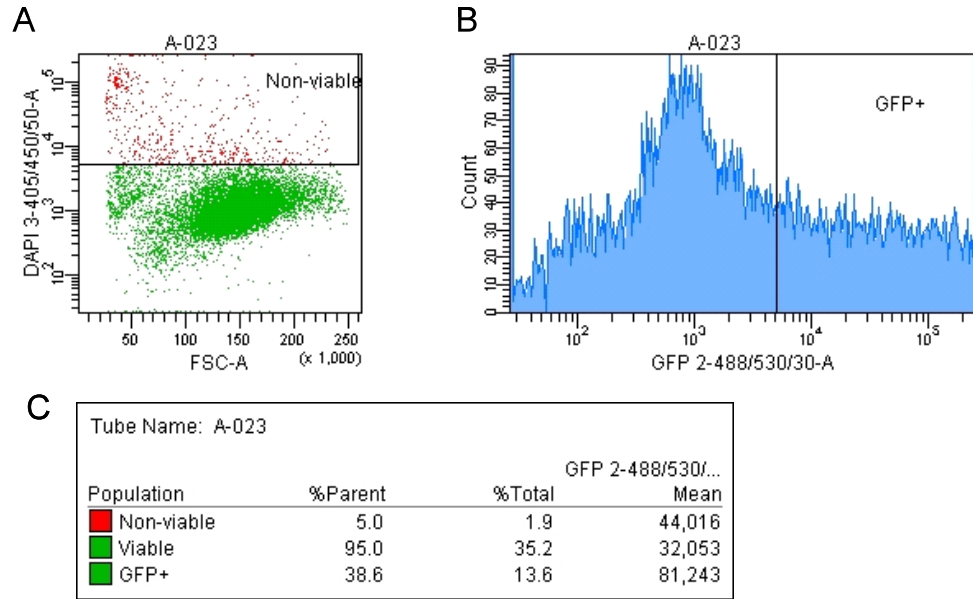 A
A-023
Non-viable
DAPI 3-405/450/50-A
10^5
10^4
10^3
10^2
50 100 150 200 250
FSC-A (x 1,000)
B
A-023
GFP+
Count
90
80
70
60
50
40
30
20
10
0
10^2 10^3 10^4 10^5
GFP 2-488/530/30-A
C
Tube Name: A-023
GFP 2-488/530/...
Population %Parent %Total Mean
Non-viable 5.0 1.9 44,016
Viable 95.0 35.2 32,053
GFP+ 38.6 13.6 81,243